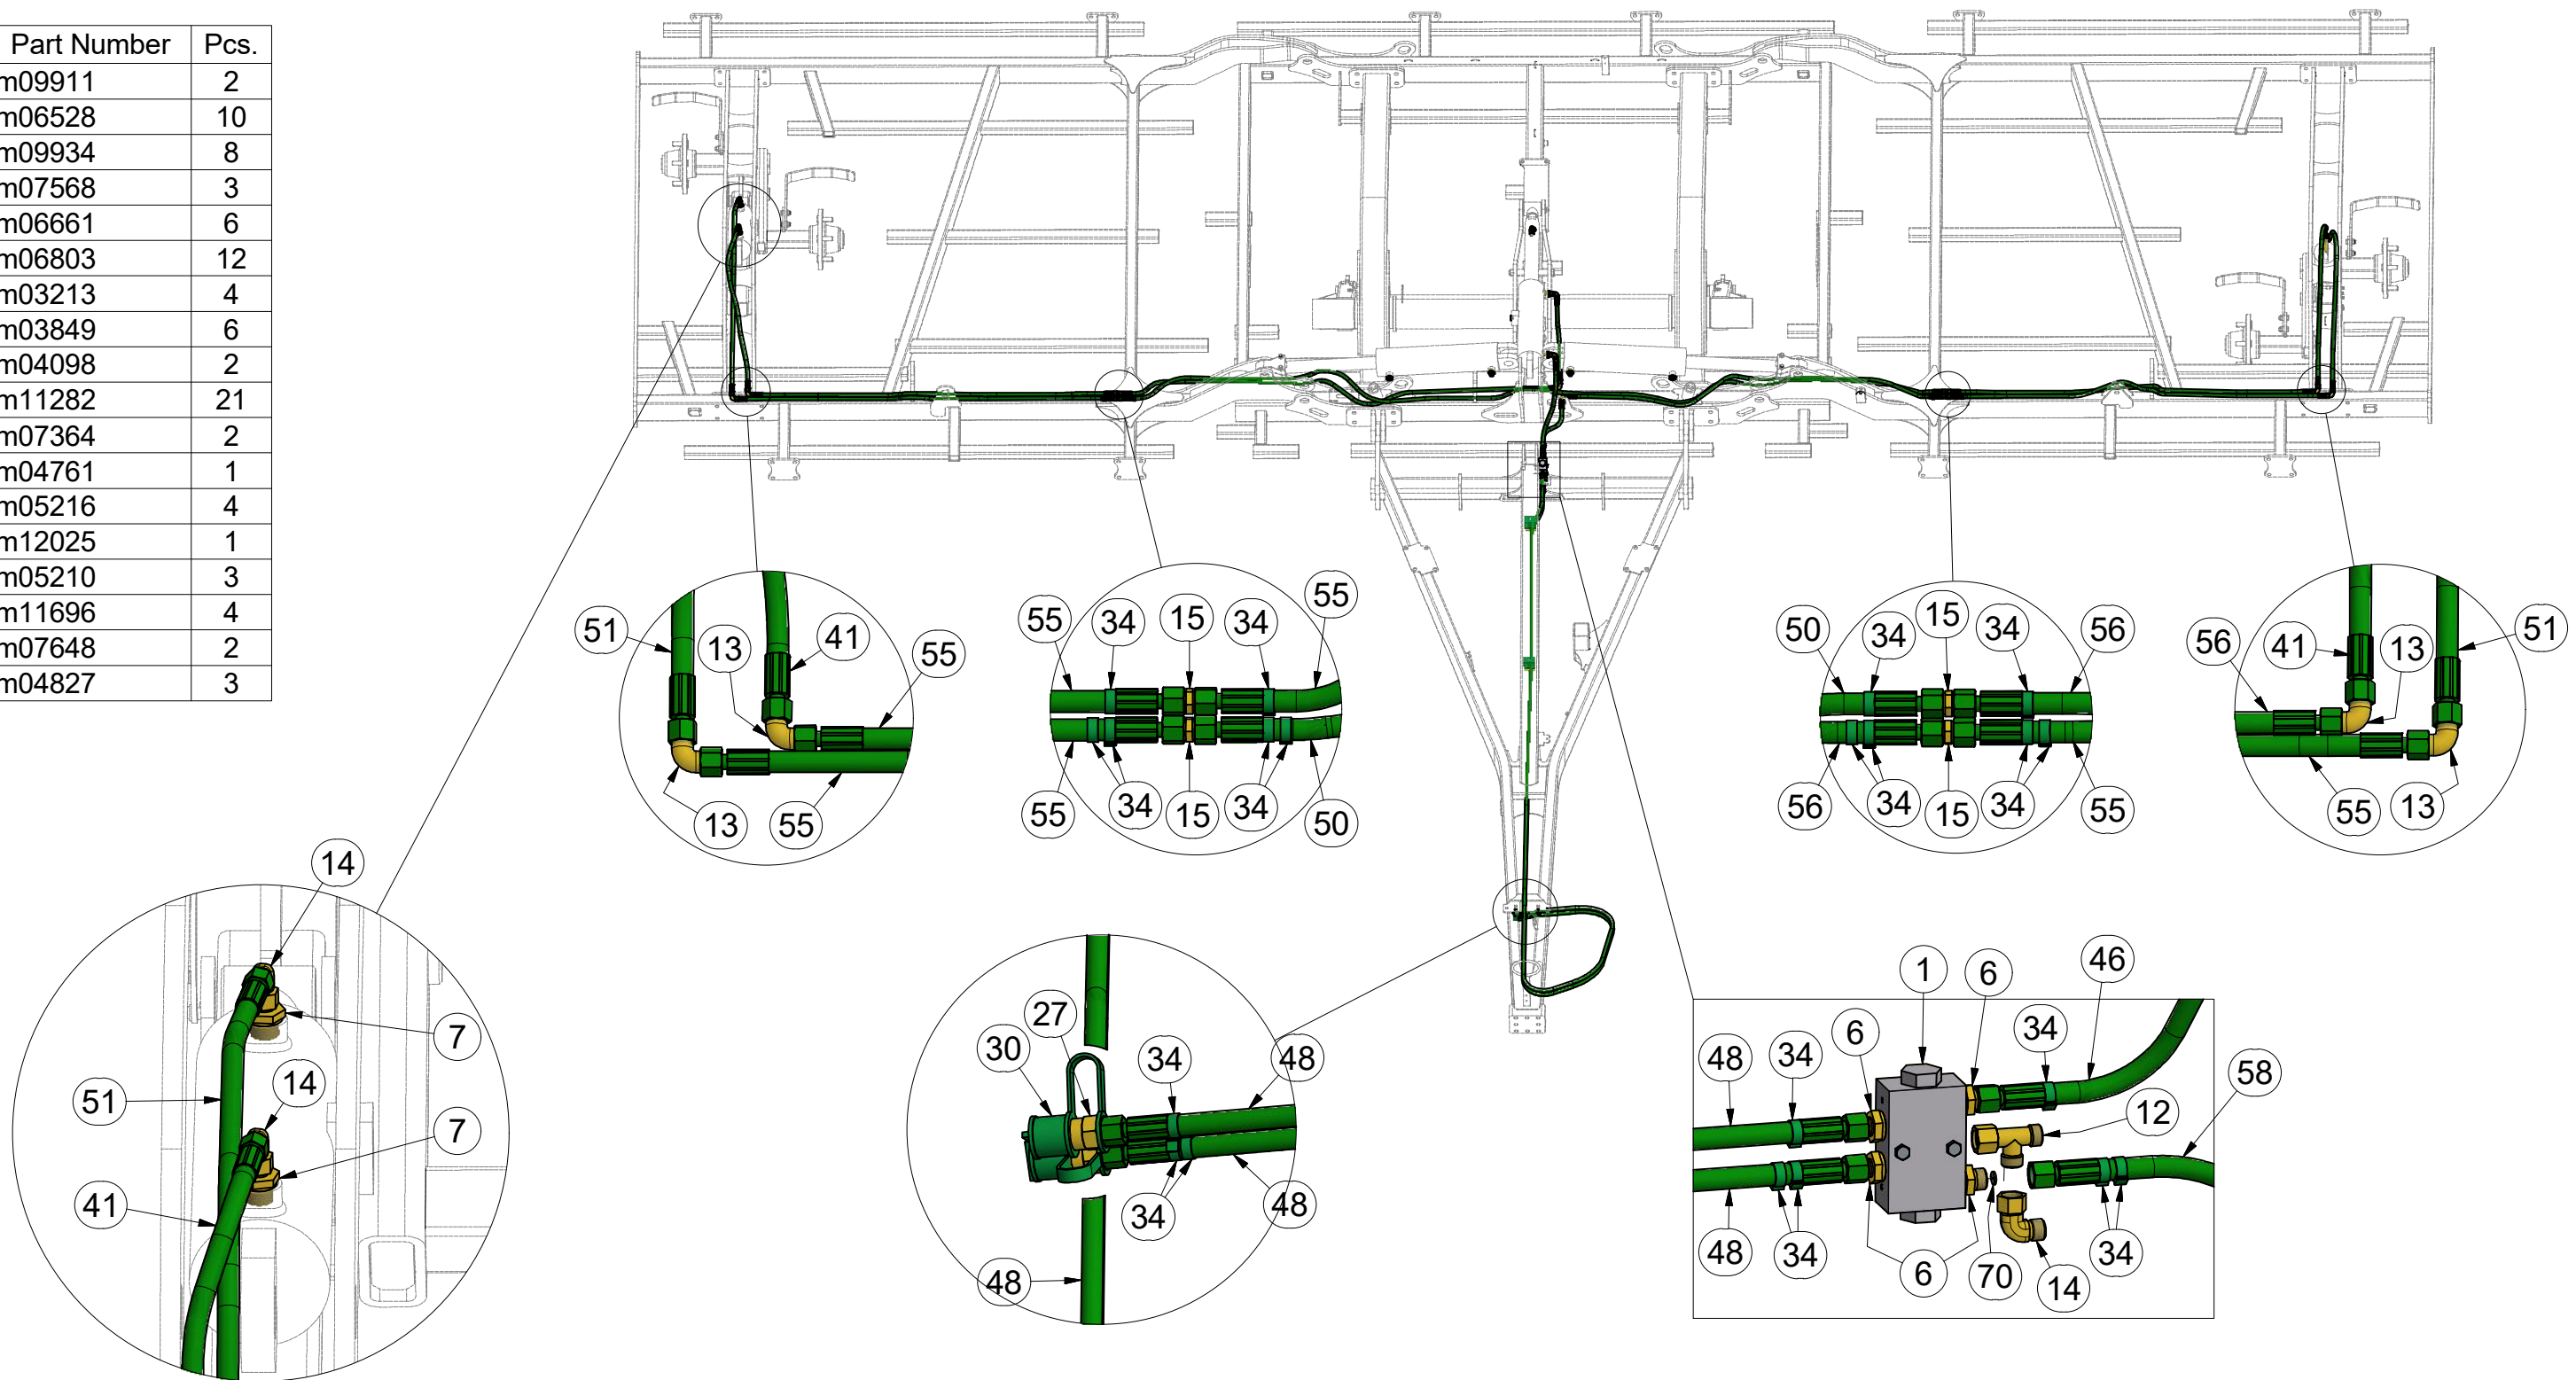 Part Number Pcs.
m09911 2
m06528 10
m09934 8
m07568 3
m06661 6
m06803 12
m03213 4
m03849 6
m04098 2
m11282 21
m07364 2
m04761 1
m05216 4
m12025 1
m05210 3
m11696 4
m07648 2
m04827 3
51 13 41 55
13 55
55 34 15 34 55
55 34 15 34 50
50 34 15 34 56
56 34 15 34 55
56 41 13 51
55 13
14
7
51 14
7
41
30 27 34 48
34 48
48
1 6 46
6 34
48 34 58
12
48 34 6 70 14 34